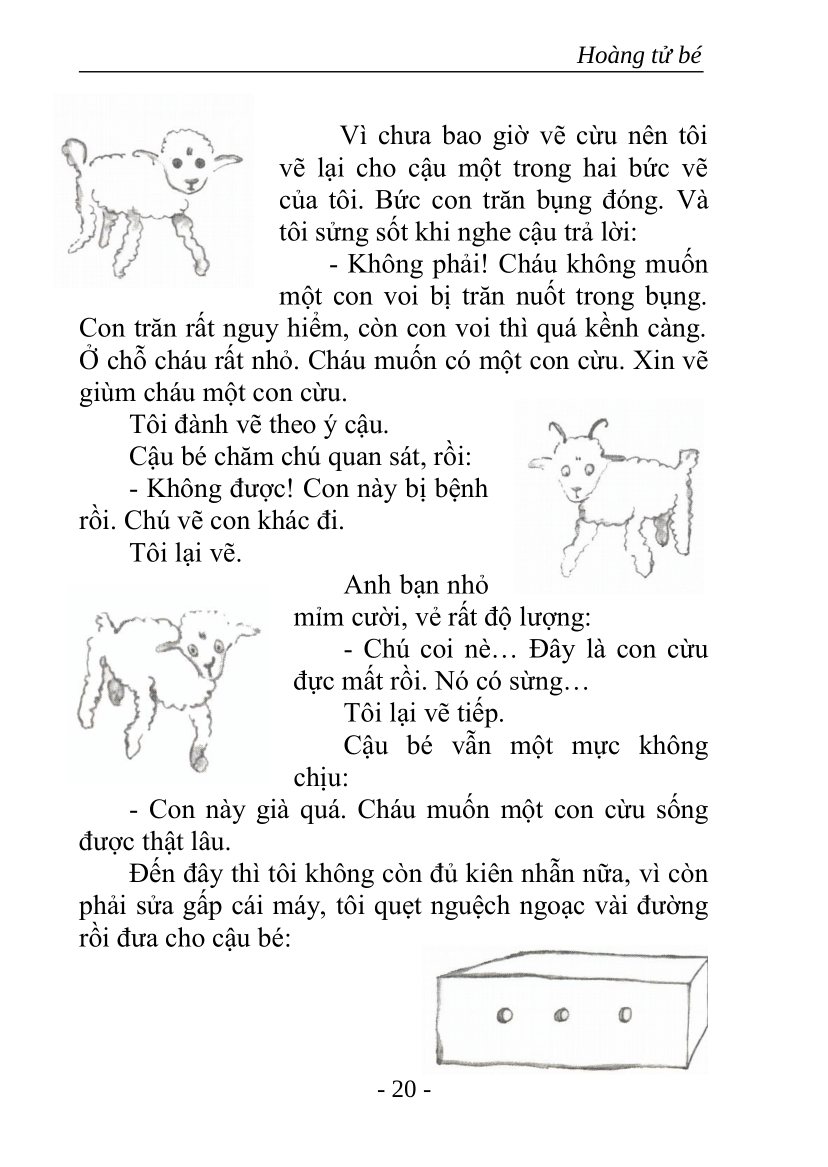 Hoàng tử bé
Vì chưa bao giờ vẽ cừu nên tôi
vẽ lại cho cậu một trong hai bức vẽ
của tôi. Bức con trăn bụng đóng. Và
tôi sửng sốt khi nghe cậu trả lời:
- Không phải! Cháu không muốn
một con voi bị trăn nuốt trong bụng.
Con trăn rất nguy hiểm, còn con voi thì quá kềnh càng.
Ở chỗ cháu rất nhỏ. Cháu muốn có một con cừu. Xin vẽ
giùm cháu một con cừu.
Tôi đành vẽ theo ý cậu.
Cậu bé chăm chú quan sát, rồi:
- Không được! Con này bị bệnh
rồi. Chú vẽ con khác đi.
Tôi lại vẽ.
Anh bạn nhỏ
mỉm cười, vẻ rất độ lượng:
- Chú coi nè… Đây là con cừu
đực mất rồi. Nó có sừng…
Tôi lại vẽ tiếp.
Cậu bé vẫn một mực không
chịu:
- Con này già quá. Cháu muốn một con cừu sống
được thật lâu.
Đến đây thì tôi không còn đủ kiên nhẫn nữa, vì còn
phải sửa gấp cái máy, tôi quẹt nguệch ngoạc vài đường
rồi đưa cho cậu bé:
- 20 -